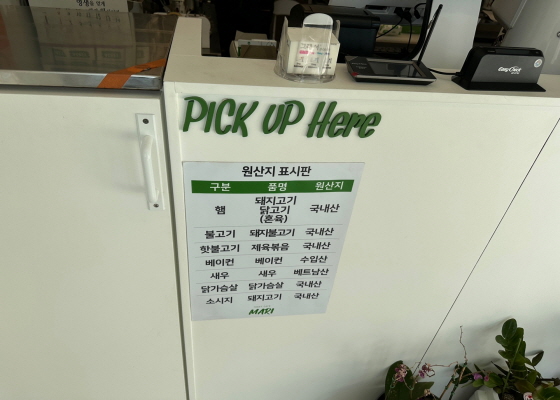 PICK UP Here
원산지 표시판
구분 품명 원산지
햄 돼지고기 닭고기 (혼육) 국내산
불고기 돼지불고기 국내산
핫불고기 제육볶음 국내산
베이컨 베이컨 수입산
새우 새우 베트남산
닭가슴살 닭가슴살 국내산
소시지 돼지고기 국내산
MARI